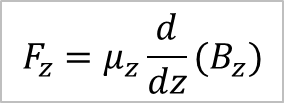 F_z = μ_z d/dz (B_z)